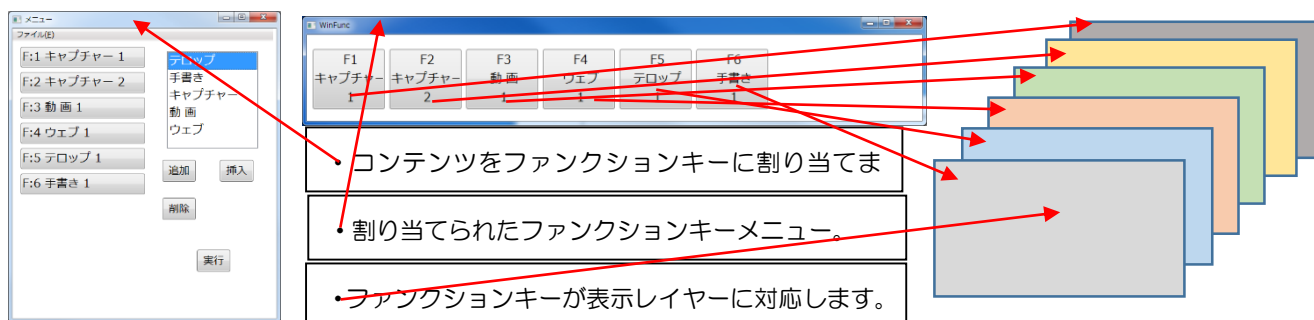 メニュー
ファイル(E)
F:1 キャプチャー 1
F:2 キャプチャー 2
F:3 動 画 1
F:4 ウェブ 1
F:5 テロップ 1
F:6 手書き 1
テロップ
手書き
キャプチャー
動 画
ウェブ
追加
挿入
削除
実行
WinFunc
F1 キャプチャー 1
F2 キャプチャー 2
F3 動 画 1
F4 ウェブ 1
F5 テロップ 1
F6 手書き 1
・コンテンツをファンクションキーに割り当てま
・割り当てられたファンクションキーメニュー。
・ファンクションキーが表示レイヤーに対応します。